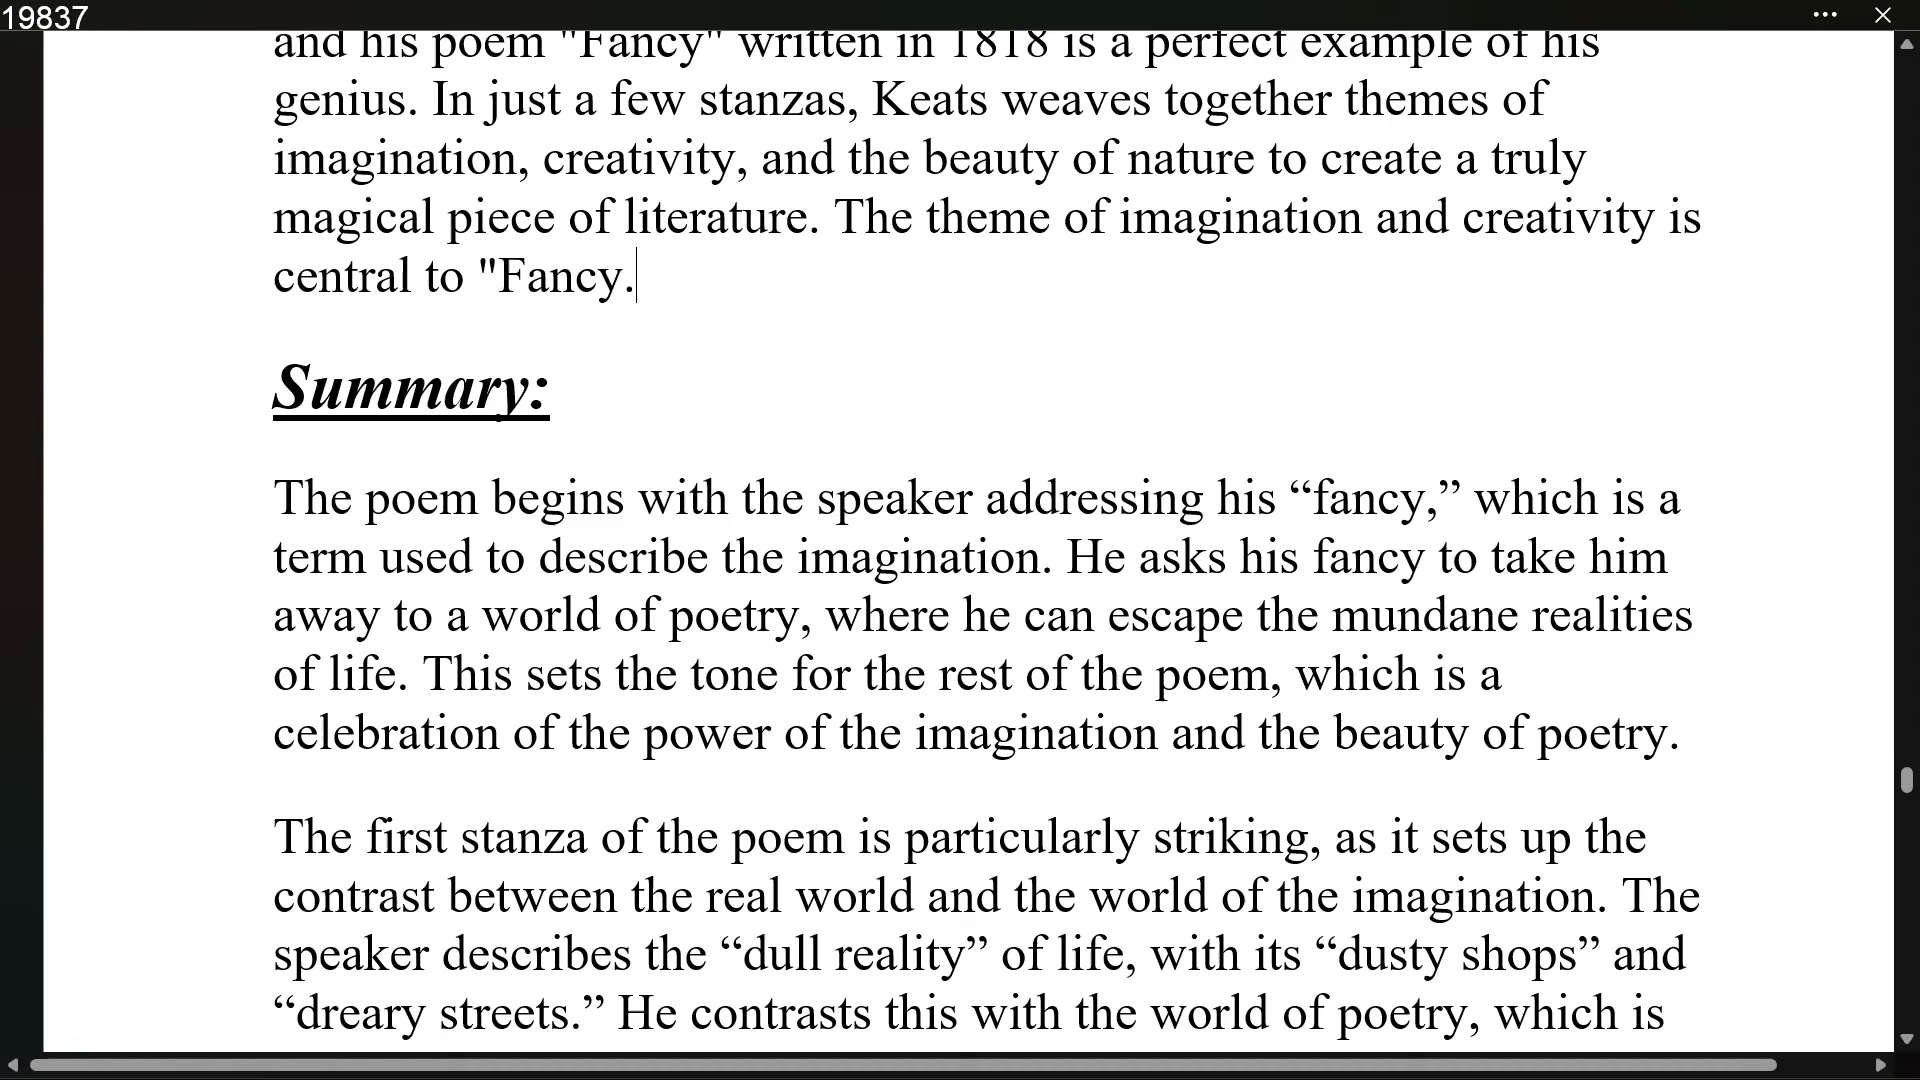 19837
and his poem "Fancy" written in 1818 is a perfect example of his
genius. In just a few stanzas, Keats weaves together themes of
imagination, creativity, and the beauty of nature to create a truly
magical piece of literature. The theme of imagination and creativity is
central to "Fancy.
Summary:
The poem begins with the speaker addressing his “fancy,” which is a
term used to describe the imagination. He asks his fancy to take him
away to a world of poetry, where he can escape the mundane realities
of life. This sets the tone for the rest of the poem, which is a
celebration of the power of the imagination and the beauty of poetry.
The first stanza of the poem is particularly striking, as it sets up the
contrast between the real world and the world of the imagination. The
speaker describes the “dull reality” of life, with its “dusty shops” and
“dreary streets.” He contrasts this with the world of poetry, which is